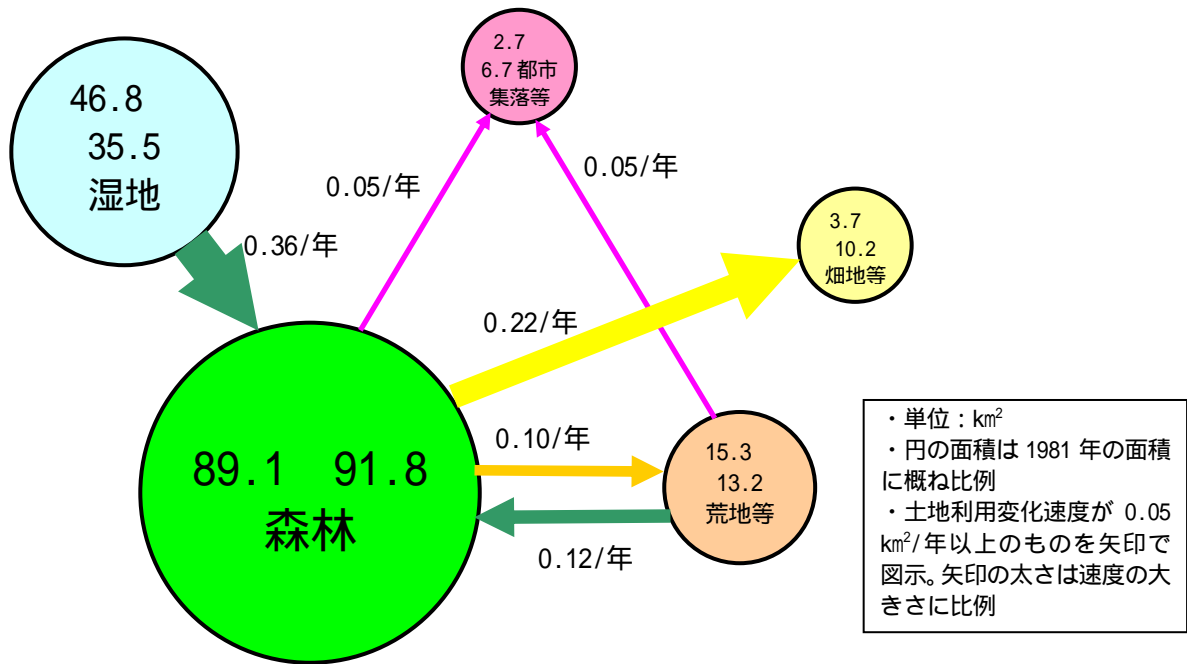 2.7
6.7 都市
集落等
46.8
35.5
湿地
0.05/年
0.05/年
3.7
10.2
畑地等
0.36/年
0.22/年
0.10/年
89.1 91.8
森林
15.3
13.2
荒地等
0.12/年
・単位：km²
・円の面積は 1981 年の面積
に概ね比例
・土地利用変化速度が 0.05
km²/年以上のものを矢印で
図示。矢印の太さは速度の大
きさに比例